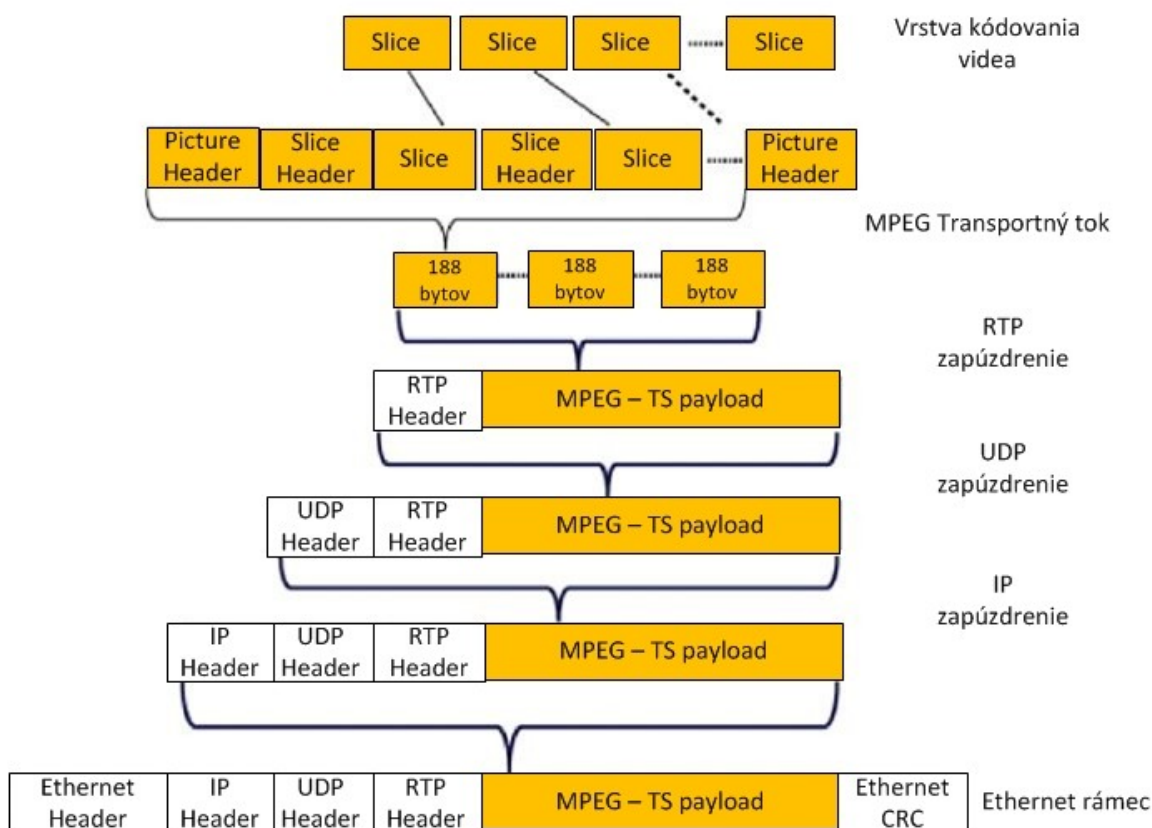 Slice Slice Slice Slice
Vrstva kódovania
videa
Picture
Header
Slice
Header
Slice
Slice
Header
Slice
Picture
Header
MPEG Transportný tok
188
bytov
188
bytov
188
bytov
RTP
zapúzdrenie
RTP
Header
MPEG – TS payload
UDP
zapúzdrenie
UDP
Header
RTP
Header
MPEG – TS payload
IP
zapúzdrenie
IP
Header
UDP
Header
RTP
Header
MPEG – TS payload
Ethernet
Header
IP
Header
UDP
Header
RTP
Header
MPEG – TS payload
Ethernet
CRC
Ethernet rámec